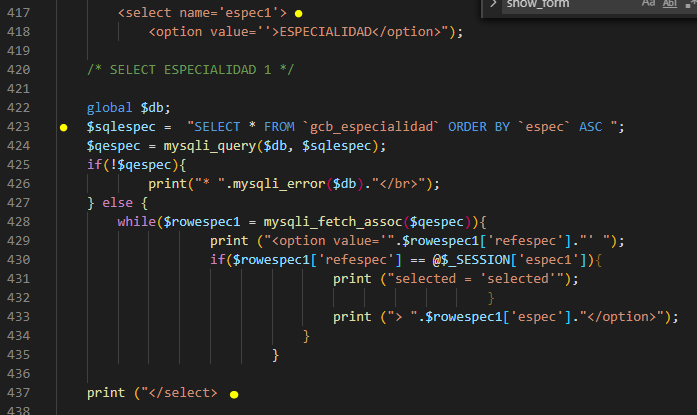 show_form
Aa Abl
417 <select name='espec1'>
418 <option value=''>ESPECIALIDAD</option>");
419
420 /* SELECT ESPECIALIDAD 1 */
421
422 global $db;
423 $sqlespec =  "SELECT * FROM `gcb_especialidad` ORDER BY `espec` ASC ";
424 $qespec = mysqli_query($db, $sqlespec);
425 if(!$qespec){
426 print("* ".mysqli_error($db)."</br>");
427 } else {
428 while($rowespec1 = mysqli_fetch_assoc($qespec)){
429 print ("<option value='".$rowespec1['refespec']."' ");
430 if($rowespec1['refespec'] == @$_SESSION['espec1']){
431 print ("selected = 'selected'");
432 }
433 print ("> ".$rowespec1['espec']."</option>");
434 }
435 }
436
437 print ("</select>
438